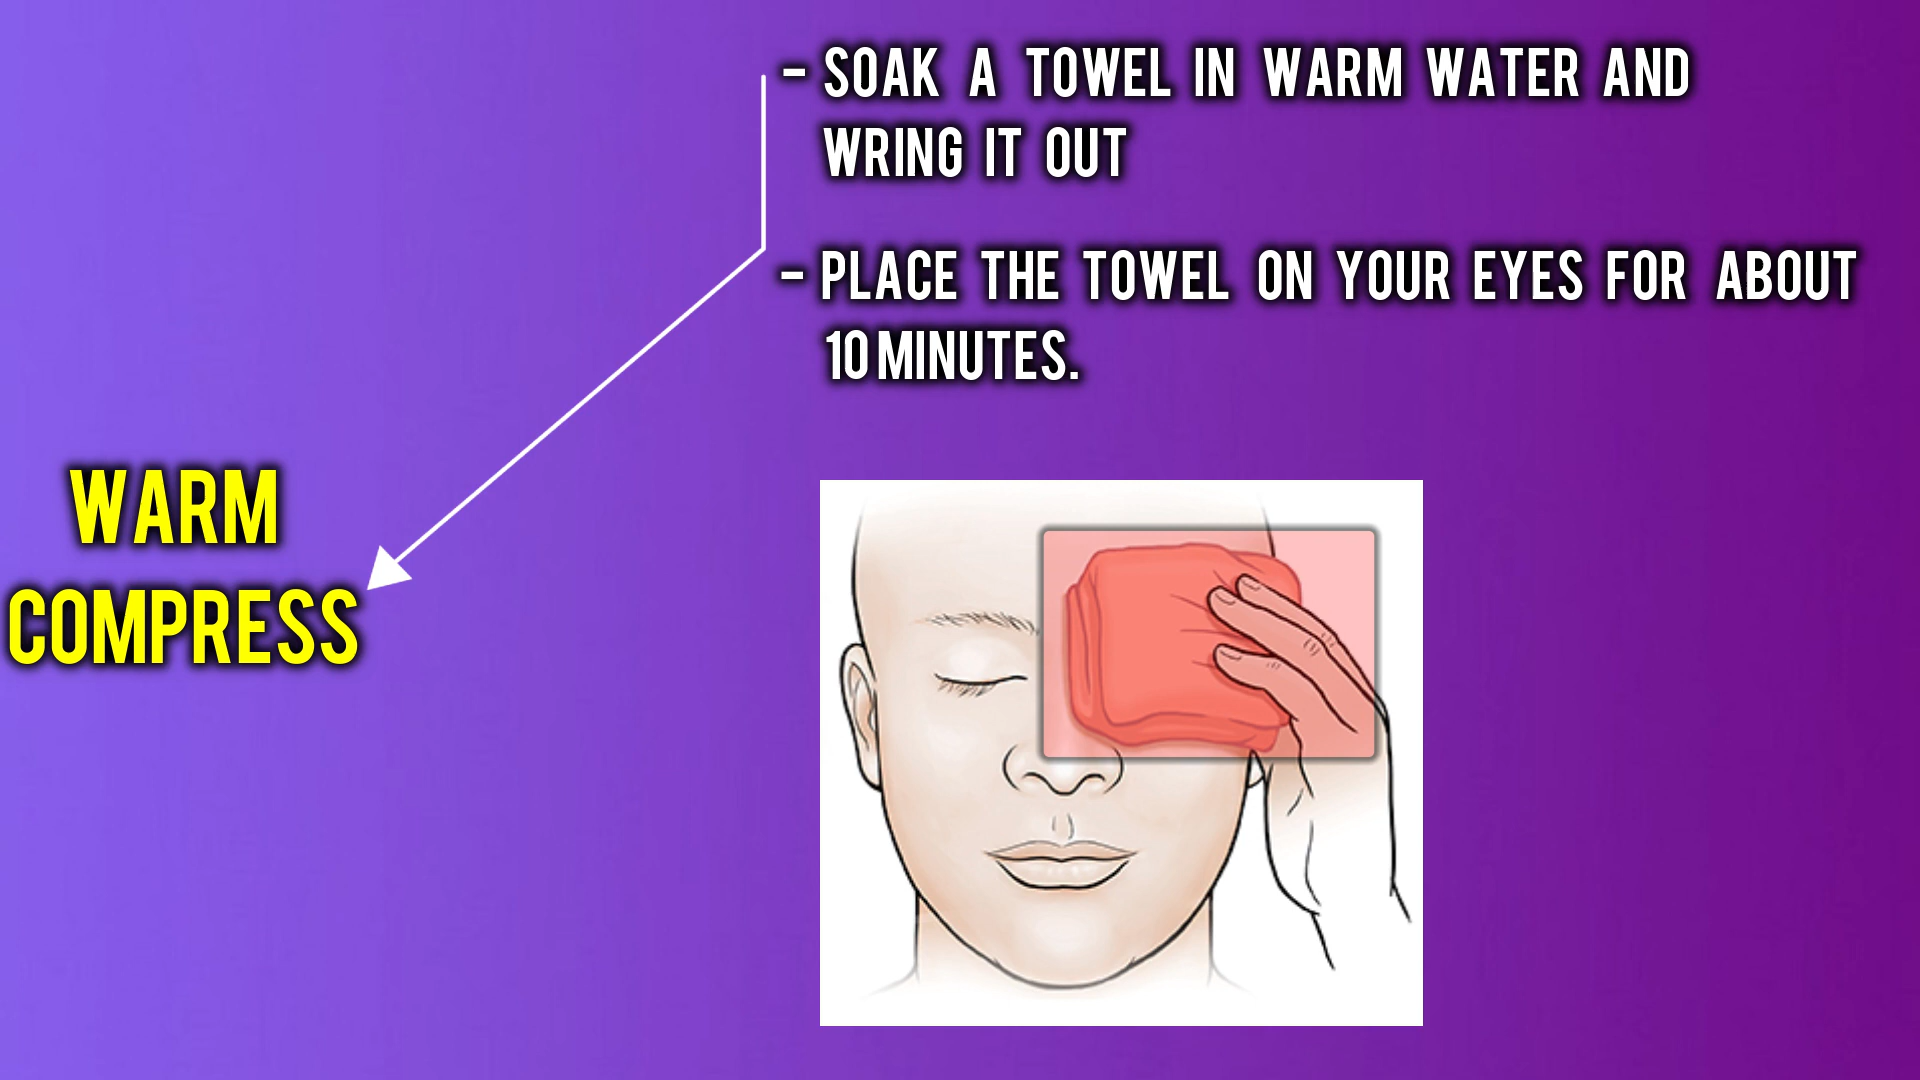 - SOAK A TOWEL IN WARM WATER AND
WRING IT OUT
- PLACE THE TOWEL ON YOUR EYES FOR ABOUT
10 MINUTES.
WARM
COMPRESS